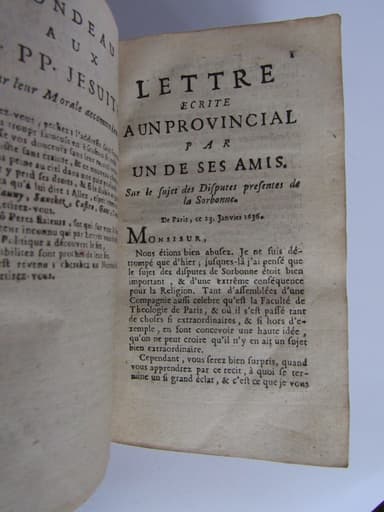 ONDEAU
AUX
PP. JESUIT
leur Morale accommo
1
LETTRE
ECRITE
A UN PROVINCIAL
PAR
UN DE SES AMIS.
Sur le sujet des Disputes presentes de
la Sorbonne.
De Paris, ce 23. Janvier 1656.
MONSIEUR,
Nous étions bien abusez. Je ne suis dé-
trompé que d'hier, jusques-là j'ai pensé que
le sujet des disputes de Sorbonne étoit bien
important, & d'une extrême conséquence
pour la Religion. Tant d'assemblées d'une
Compagnie aussi celebre qu'est la Faculté de
Theologie de Paris, & où il s'est passé tant
de choses si extraordinaires, & si hors d'e-
xemple, en font concevoir une haute idée,
qu'on ne peut croire qu'il n'y en ait un sujet
bien extraordinaire.
Cependant, vous serez bien surpris, quand
vous apprendrez par ce recit, à quoi se ter-
mine un si grand éclat, & c'est ce que je vous